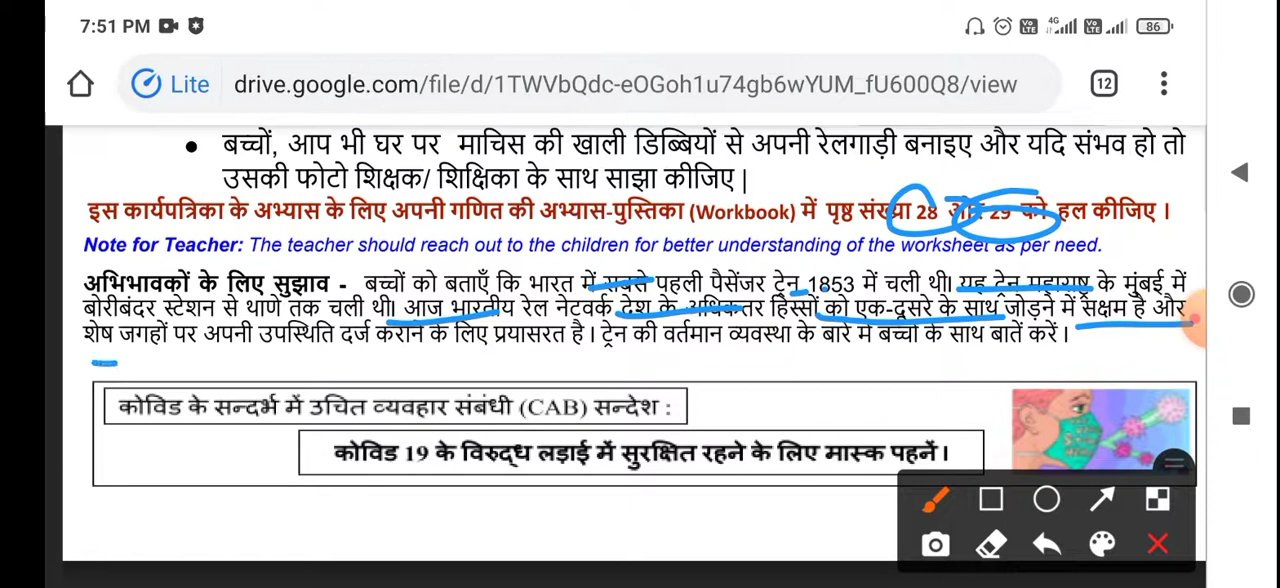 7:51 PM
4G VoLTE VoLTE 86
Lite drive.google.com/file/d/1TWVbQdc-eOGoh1u74gb6wYUM_fU600Q8/view 12
• बच्चों, आप भी घर पर माचिस की खाली डिब्बियों से अपनी रेलगाड़ी बनाइए और यदि संभव हो तो
उसकी फोटो शिक्षक/ शिक्षिका के साथ साझा कीजिए |
इस कार्यपत्रिका के अभ्यास के लिए अपनी गणित की अभ्यास-पुस्तिका (Workbook) में पृष्ठ संख्या 28 और 29 को हल कीजिए ।
Note for Teacher: The teacher should reach out to the children for better understanding of the worksheet as per need.
अभिभावकों के लिए सुझाव - बच्चों को बताएँ कि भारत में सबसे पहली पैसेंजर ट्रेन 1853 में चली थी। यह ट्रेन महाराष्ट्र के मुंबई में
बोरीबंदर स्टेशन से थाणे तक चली थी। आज भारतीय रेल नेटवर्क देश के अधिकतर हिस्सों को एक-दूसरे के साथ जोड़ने में सक्षम है और
शेष जगहों पर अपनी उपस्थिति दर्ज कराने के लिए प्रयासरत है। ट्रेन की वर्तमान व्यवस्था के बारे में बच्चों के साथ बातें करें।
कोविड के सन्दर्भ में उचित व्यवहार संबंधी (CAB) सन्देश :
कोविड 19 के विरुद्ध लड़ाई में सुरक्षित रहने के लिए मास्क पहनें।